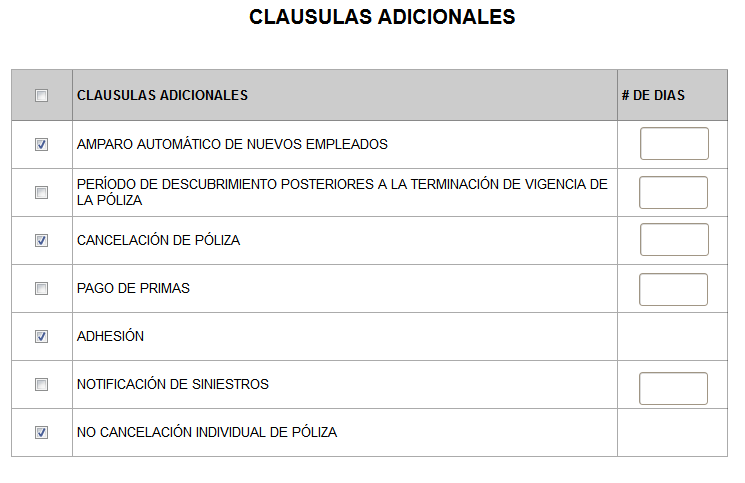 CLAUSULAS ADICIONALES
CLAUSULAS ADICIONALES # DE DIAS
AMPARO AUTOMÁTICO DE NUEVOS EMPLEADOS
PERÍODO DE DESCUBRIMIENTO POSTERIORES A LA TERMINACIÓN DE VIGENCIA DE
LA PÓLIZA
CANCELACIÓN DE PÓLIZA
PAGO DE PRIMAS
ADHESIÓN
NOTIFICACIÓN DE SINIESTROS
NO CANCELACIÓN INDIVIDUAL DE PÓLIZA